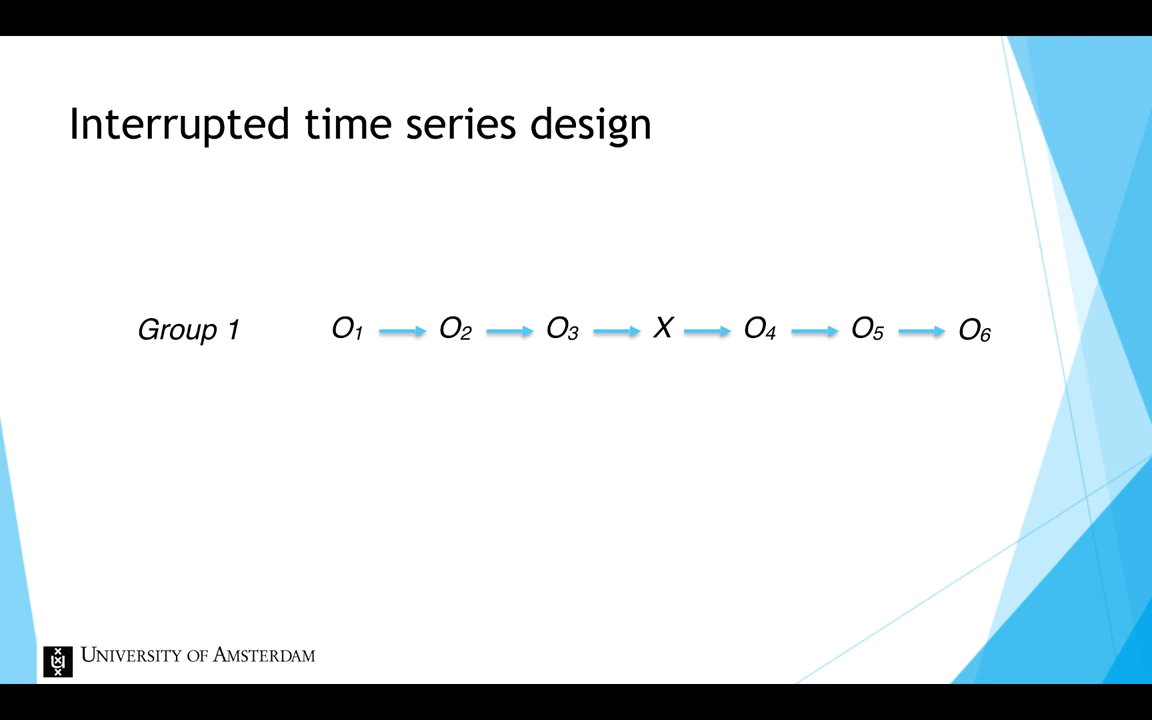 Interrupted time series design
Group 1 O₁ → O₂ → O₃ → X → O₄ → O₅ → O₆
UNIVERSITY OF AMSTERDAM